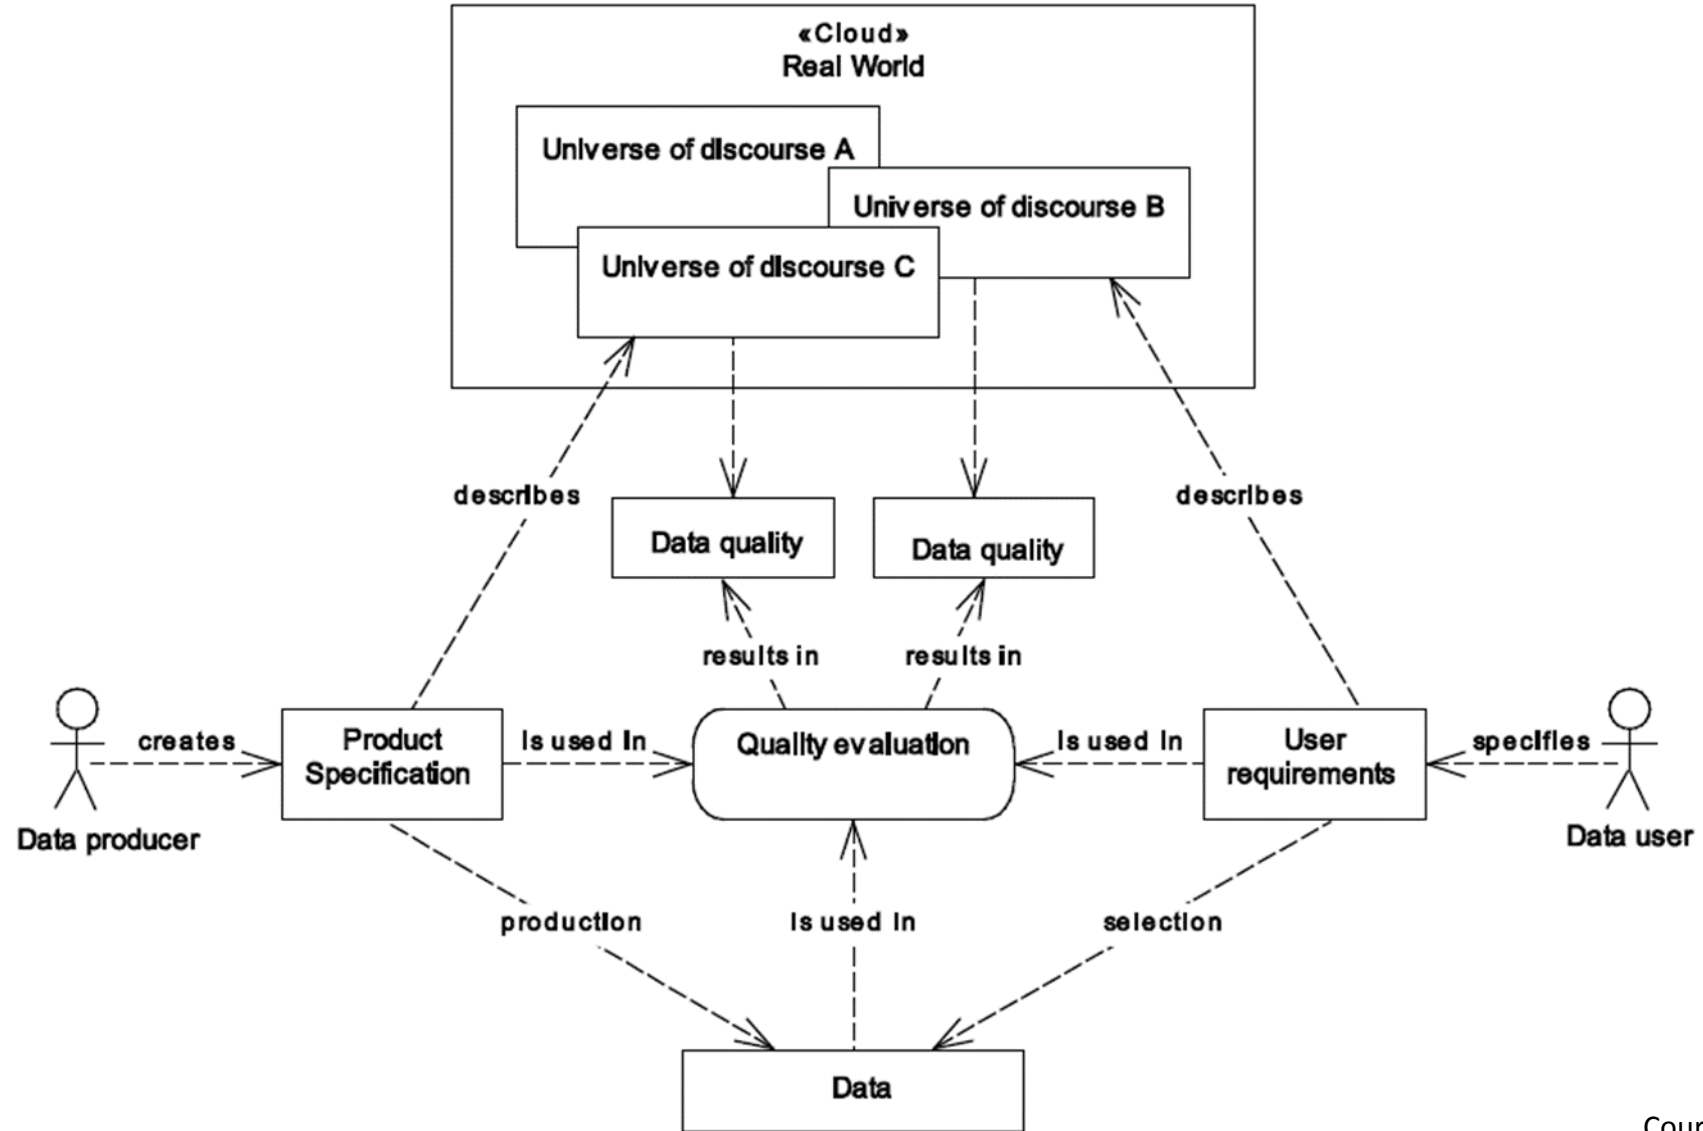 «Cloud»
Real World
Universe of discourse A
Universe of discourse B
Universe of discourse C
describes
describes
Data quality
Data quality
results in
results in
creates
Product
Specification
Is used In
Quality evaluation
Is used In
User
requirements
specifies
Data producer
Data user
production
Is used In
selection
Data
Cour